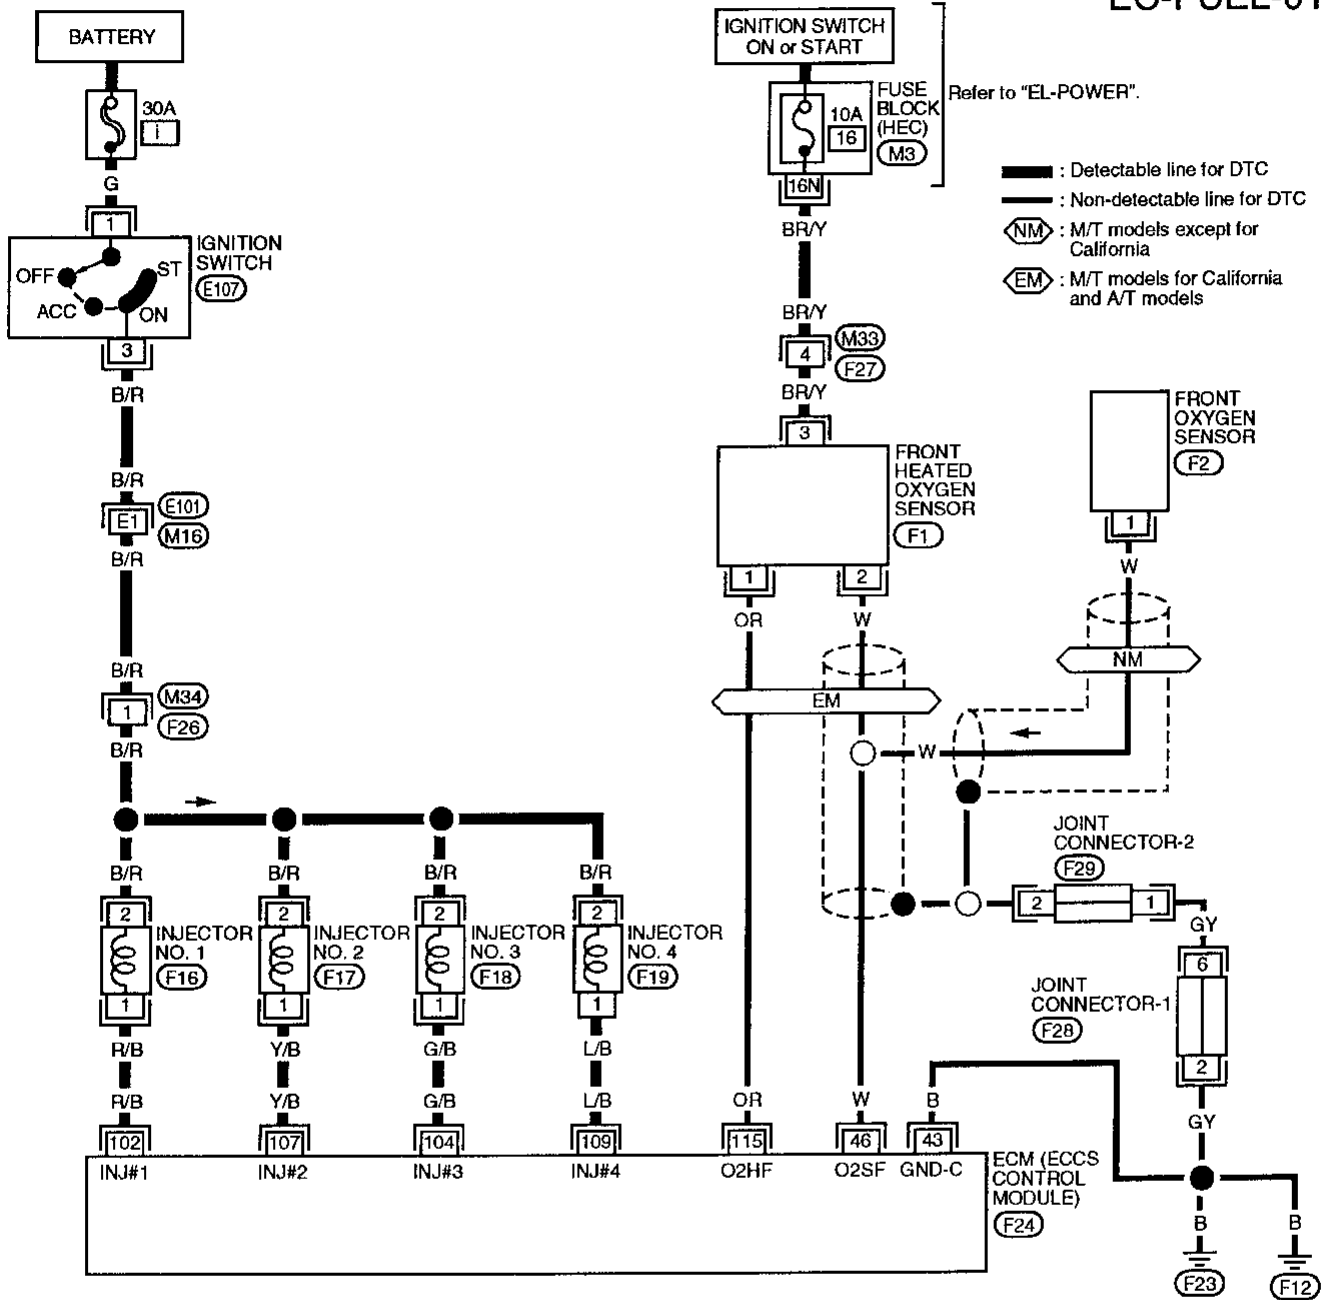 BATTERY
30A
G
1
IGNITION
SWITCH
E107
OFF
ST
ACC
ON
3
B/R
B/R
E1
E101
M16
B/R
B/R
1
M34
F26
B/R
IGNITION SWITCH
ON or START
FUSE
BLOCK
(HEC)
M3
10A
16
16N
Refer to "EL-POWER".
BR/Y
BR/Y
4
M33
F27
BR/Y
3
: Detectable line for DTC
: Non-detectable line for DTC
NM : M/T models except for
California
EM : M/T models for California
and A/T models
FRONT
HEATED
OXYGEN
SENSOR
F1
1
2
OR
W
EM
FRONT
OXYGEN
SENSOR
F2
1
W
NM
W
B/R
B/R
B/R
B/R
2
2
2
2
INJECTOR
NO. 1
F16
INJECTOR
NO. 2
F17
INJECTOR
NO. 3
F18
INJECTOR
NO. 4
F19
1
1
1
1
R/B
Y/B
G/B
L/B
R/B
Y/B
G/B
L/B
OR
W
B
JOINT
CONNECTOR-2
F29
2
1
GY
6
JOINT
CONNECTOR-1
F28
2
GY
102
107
104
109
115
46
43
INJ#1
INJ#2
INJ#3
INJ#4
O2HF
O2SF
GND-C
ECM (ECCS
CONTROL
MODULE)
F24
B
B
F23
F12